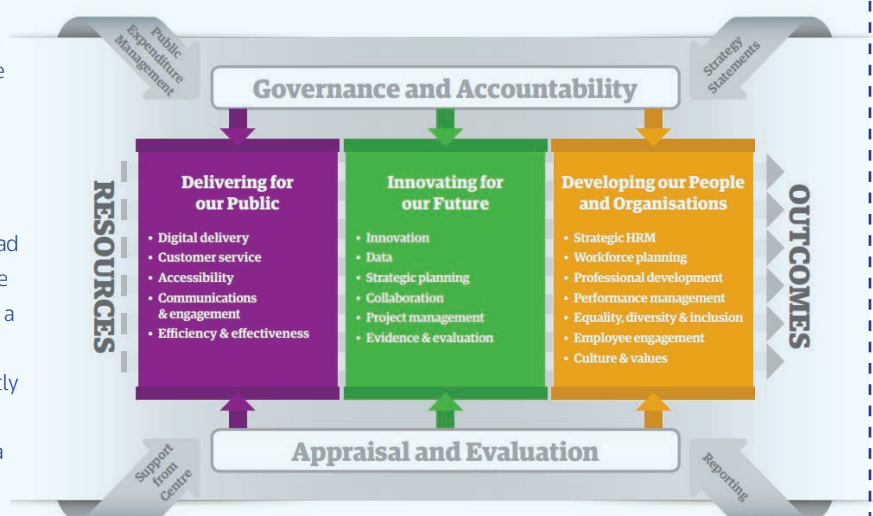 e
ad
e
a
tly
a
Public
Expenditure
Management
Strategy
Statements
Governance and Accountability
RESOURCES
Delivering for
our Public
• Digital delivery
• Customer service
• Accessibility
• Communications
& engagement
• Efficiency & effectiveness
Innovating for
our Future
• Innovation
• Data
• Strategic planning
• Collaboration
• Project management
• Evidence & evaluation
Developing our People
and Organisations
• Strategic HRM
• Workforce planning
• Professional development
• Performance management
• Equality, diversity & inclusion
• Employee engagement
• Culture & values
OUTCOMES
Appraisal and Evaluation
Support
from
Centre
Reporting